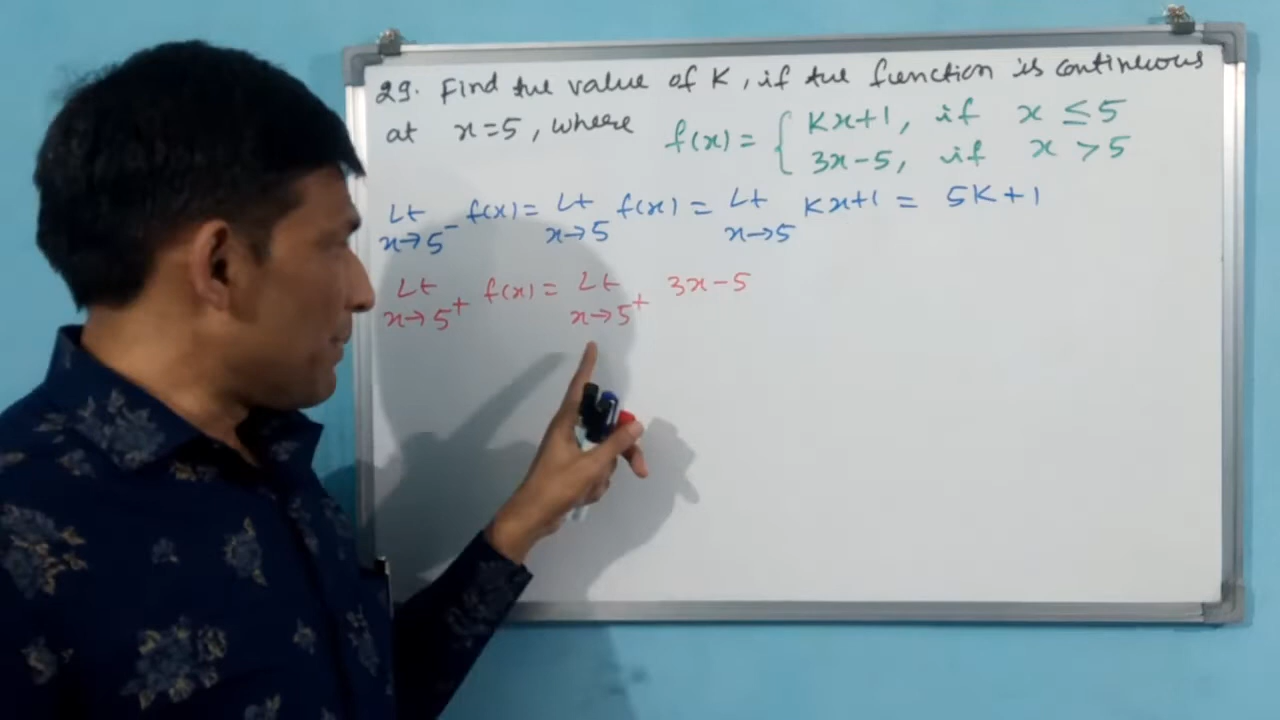 29. Find the value of K, if the function is continuous
at x=5, where f(x) = { Kx+1, if x ≤ 5
3x-5, if x > 5
Lt x→5⁻ f(x) = Lt x→5 f(x) = Lt x→5 Kx+1 = 5K+1
Lt x→5⁺ f(x) = Lt x→5⁺ 3x-5